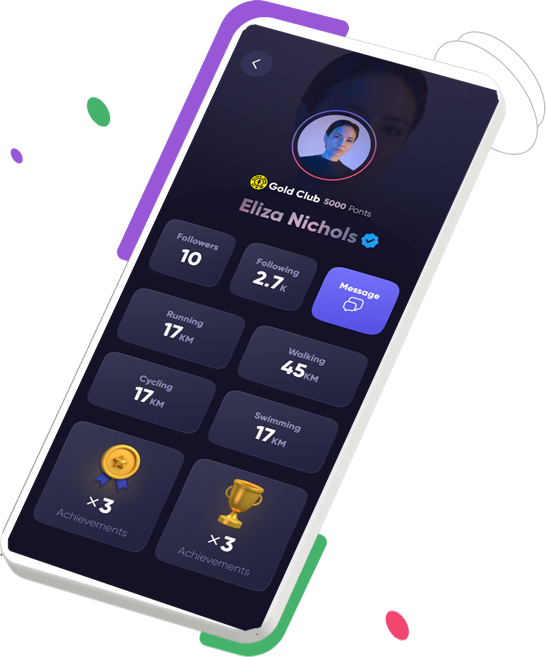 Gold Club 5000 Ponts
Eliza Nichols
Followers
10
Following
2.7K
Message
Running
17KM
Walking
45KM
Cycling
17KM
Swimming
17KM
×3
Achievements
×3
Achievements